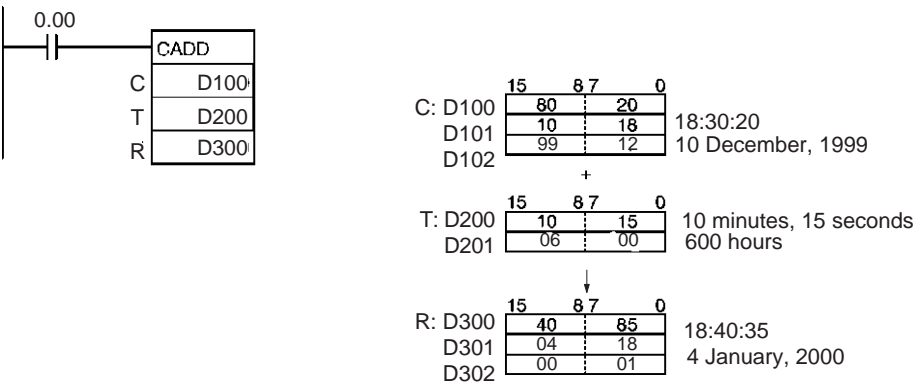 0.00
CADD
C D100
T D200
R D300
15 8 7 0
C: D100 80 20 18:30:20
D101 10 18
D102 99 12 10 December, 1999
+
15 8 7 0
T: D200 10 15 10 minutes, 15 seconds
D201 06 00 600 hours
15 8 7 0
R: D300 40 85 18:40:35
D301 04 18
D302 00 01 4 January, 2000